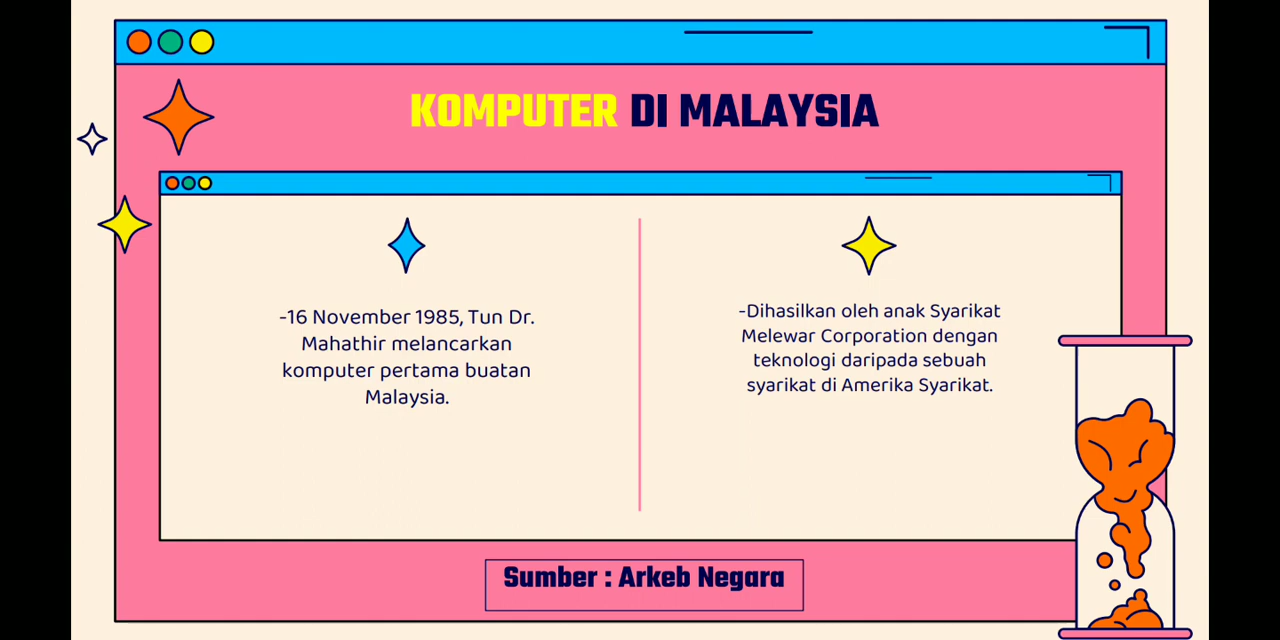 KOMPUTER DI MALAYSIA
-16 November 1985, Tun Dr.
Mahathir melancarkan
komputer pertama buatan
Malaysia.
-Dihasilkan oleh anak Syarikat
Melewar Corporation dengan
teknologi daripada sebuah
syarikat di Amerika Syarikat.
Sumber : Arkeb Negara